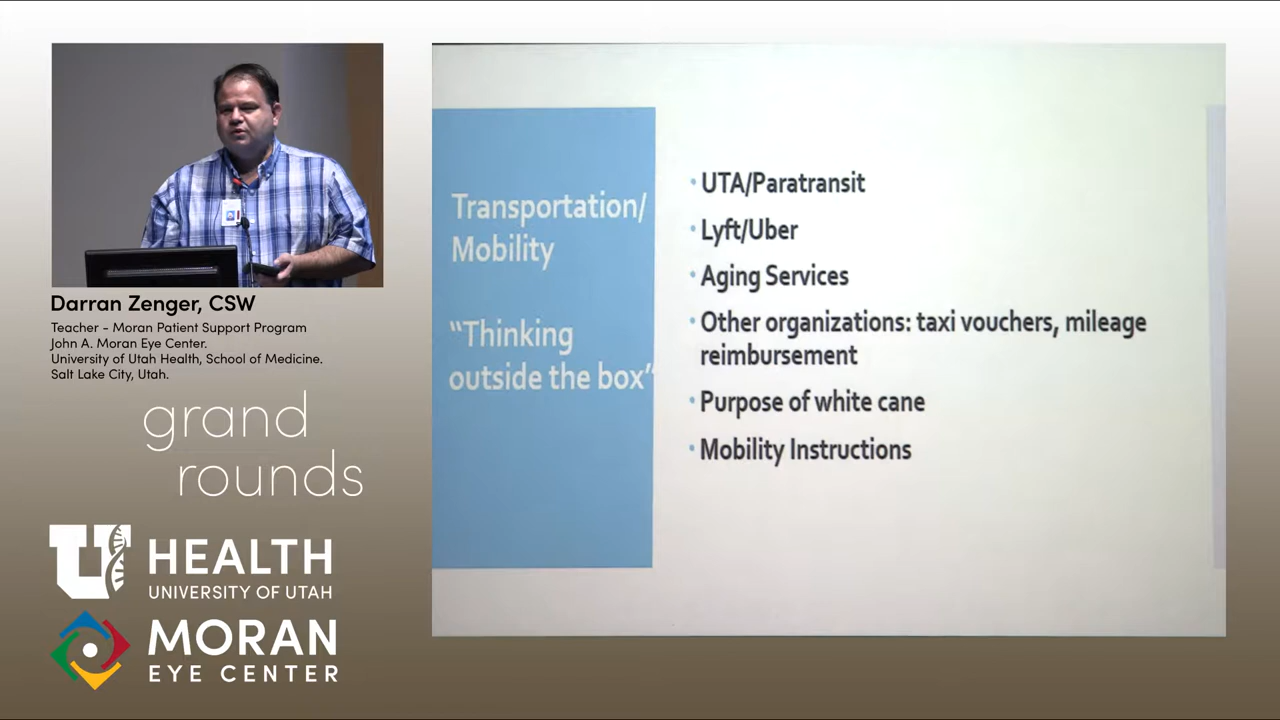 Darran Zenger, CSW
Teacher - Moran Patient Support Program
John A. Moran Eye Center.
University of Utah Health, School of Medicine.
Salt Lake City, Utah.
grand
rounds
U HEALTH
UNIVERSITY OF UTAH
MORAN
EYE CENTER
Transportation/
Mobility
“Thinking
outside the box”
• UTA/Paratransit
• Lyft/Uber
• Aging Services
• Other organizations: taxi vouchers, mileage
reimbursement
• Purpose of white cane
• Mobility Instructions